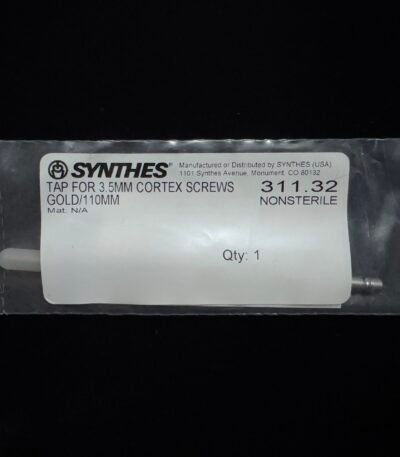 SYNTHES® Manufactured or Distributed by SYNTHES (USA)
1101 Synthes Avenue, Monument, CO 80132
TAP FOR 3.5MM CORTEX SCREWS 311.32
GOLD/110MM NONSTERILE
Mat: N/A
Qty: 1